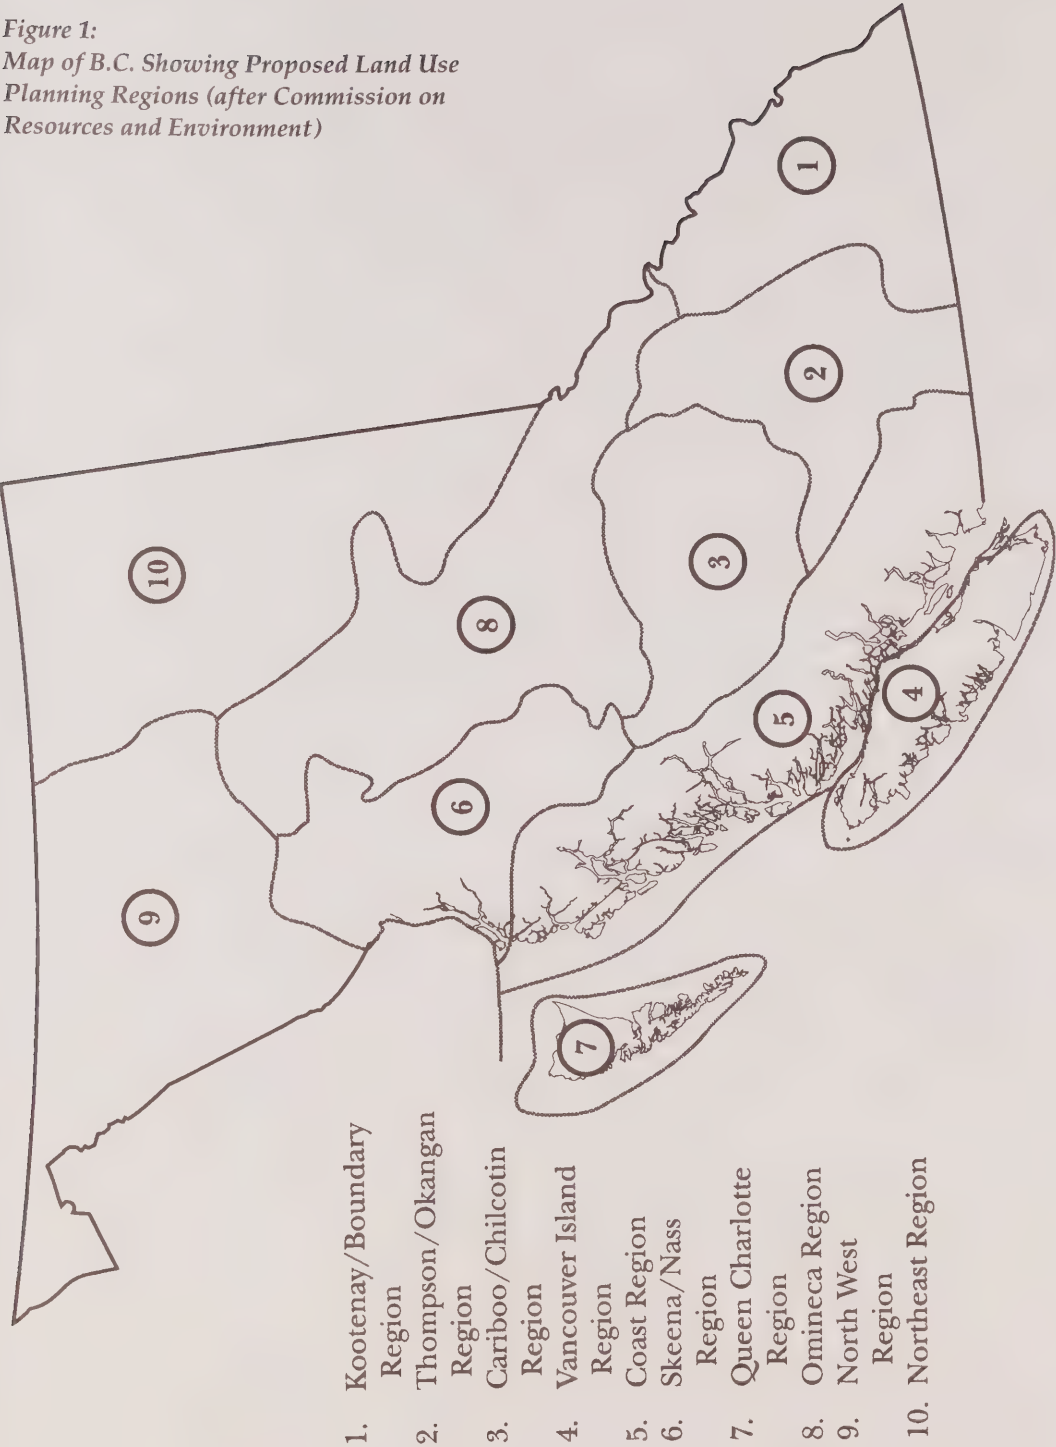 Figure 1:
Map of B.C. Showing Proposed Land Use
Planning Regions (after Commission on
Resources and Environment)
1
2
3
4
5
6
7
8
9
10
1. Kootenay/Boundary
Region
2. Thompson/Okangan
Region
3. Cariboo/Chilcotin
Region
4. Vancouver Island
Region
5. Coast Region
6. Skeena/Nass
Region
7. Queen Charlotte
Region
8. Omineca Region
9. North West
Region
10. Northeast Region